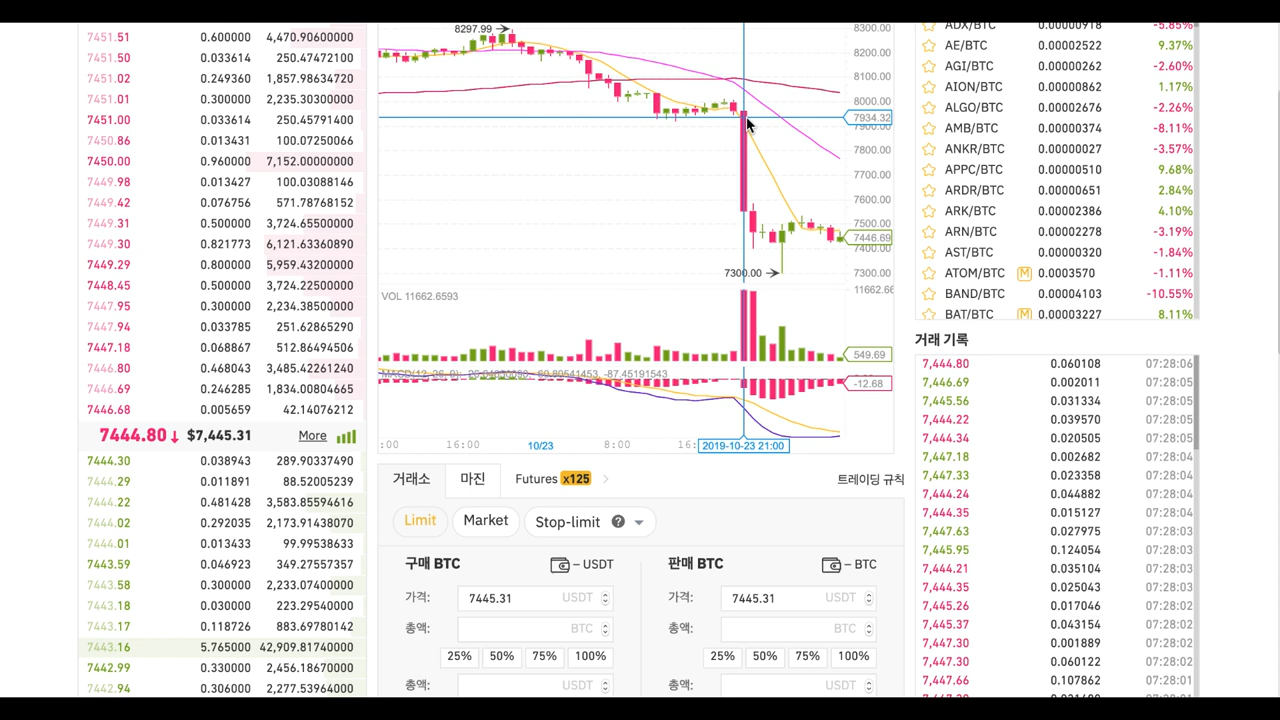 7451.51 0.600000 4,470.90600000
7451.50 0.033614 250.47472100
7451.02 0.249360 1,857.98634720
7451.01 0.300000 2,235.30300000
7451.00 0.033614 250.45791400
7450.86 0.013431 100.07250066
7450.00 0.960000 7,152.00000000
7449.98 0.013427 100.03088146
7449.42 0.076756 571.78768152
7449.31 0.500000 3,724.65500000
7449.30 0.821773 6,121.63360890
7449.29 0.800000 5,959.43200000
7448.45 0.500000 3,724.22500000
7447.95 0.300000 2,234.38500000
7447.94 0.033785 251.62865290
7447.18 0.068867 512.86494506
7446.80 0.468043 3,485.42261240
7446.69 0.246285 1,834.00804665
7446.68 0.005659 42.14076212
7444.80↓ $7,445.31 More
7444.30 0.038943 289.90337490
7444.29 0.011891 88.52005239
7444.22 0.481428 3,583.85594616
7444.02 0.292035 2,173.91438070
7444.01 0.013433 99.99538633
7443.59 0.046923 349.27557357
7443.58 0.300000 2,233.07400000
7443.18 0.030000 223.29540000
7443.17 0.118726 883.69780142
7443.16 5.765000 42,909.81740000
7442.99 0.330000 2,456.18670000
7442.94 0.306000 2,277.53964000
8297.99
8300.00
8200.00
8100.00
8000.00
7934.32
7900.00
7800.00
7700.00
7600.00
7500.00
7446.69
7400.00
7300.00
7300.00
VOL 11662.6593
549.69
-12.68
:00 16:00 10/23 8:00 16: 2019-10-23 21:00
거래소 마진 Futures x125 트레이딩 규칙
Limit Market Stop-limit ?
구매 BTC – USDT 판매 BTC – BTC
가격: 7445.31 USDT 가격: 7445.31 USDT
총액: BTC 총액: BTC
25% 50% 75% 100% 25% 50% 75% 100%
총액: USDT 총액: USDT
ADX/BTC 0.00000918 -5.85%
AE/BTC 0.00002522 9.37%
AGI/BTC 0.00000262 -2.60%
AION/BTC 0.00000862 1.17%
ALGO/BTC 0.00002676 -2.26%
AMB/BTC 0.00000374 -8.11%
ANKR/BTC 0.00000027 -3.57%
APPC/BTC 0.00000510 9.68%
ARDR/BTC 0.00000651 2.84%
ARK/BTC 0.00002386 4.10%
ARN/BTC 0.00002278 -3.19%
AST/BTC 0.00000320 -1.84%
ATOM/BTC M 0.0003570 -1.11%
BAND/BTC 0.00004103 -10.55%
BAT/BTC M 0.00003227 8.11%
거래 기록
7,444.80 0.060108 07:28:06
7,446.69 0.002011 07:28:05
7,445.56 0.031334 07:28:05
7,444.22 0.039570 07:28:05
7,444.34 0.020505 07:28:05
7,447.18 0.002682 07:28:04
7,447.33 0.023358 07:28:04
7,444.24 0.044882 07:28:04
7,444.35 0.015127 07:28:04
7,447.63 0.027975 07:28:03
7,445.95 0.124054 07:28:03
7,444.21 0.035104 07:28:03
7,444.35 0.025043 07:28:03
7,445.26 0.017046 07:28:02
7,445.37 0.043154 07:28:02
7,447.30 0.001889 07:28:02
7,447.30 0.060122 07:28:02
7,447.66 0.107862 07:28:01